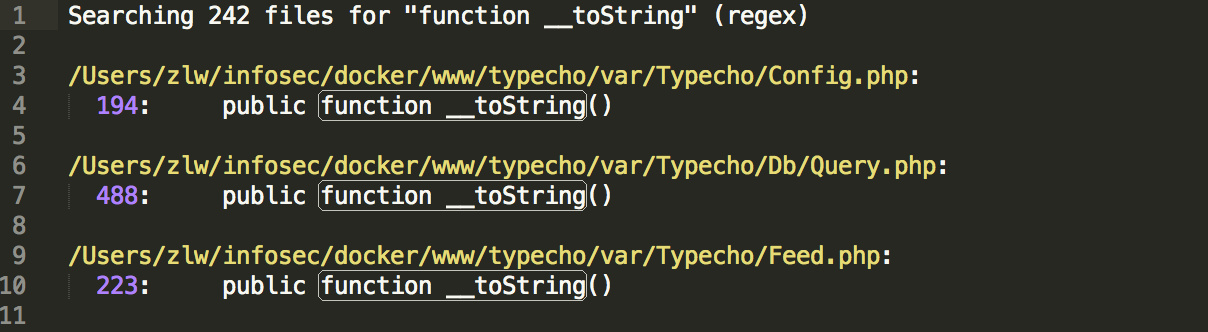 1 Searching 242 files for "function __toString" (regex)
2
3 /Users/zlw/infosec/docker/www/typecho/var/Typecho/Config.php:
4 194: public function __toString()
5
6 /Users/zlw/infosec/docker/www/typecho/var/Typecho/Db/Query.php:
7 488: public function __toString()
8
9 /Users/zlw/infosec/docker/www/typecho/var/Typecho/Feed.php:
10 223: public function __toString()
11